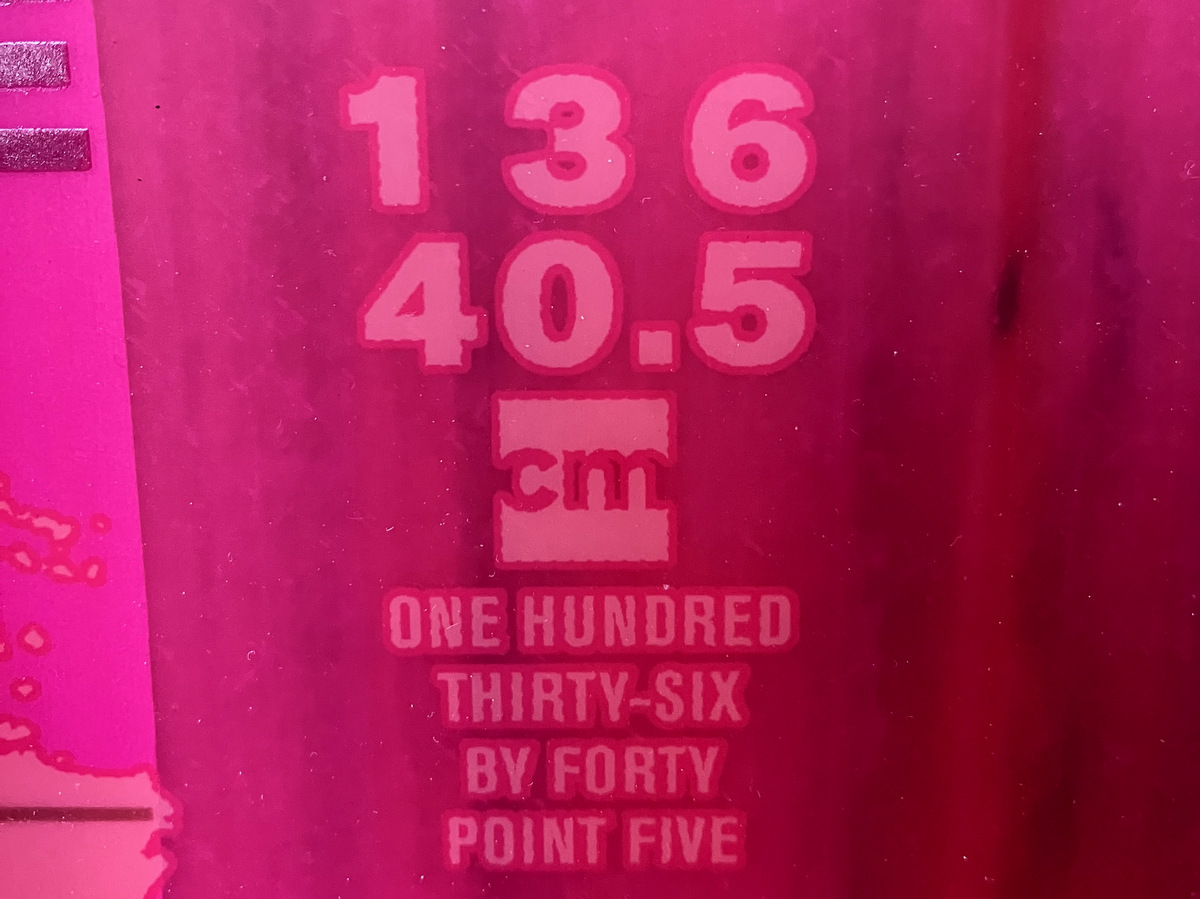 136
40.5
cm
ONE HUNDRED
THIRTY-SIX
BY FORTY
POINT FIVE